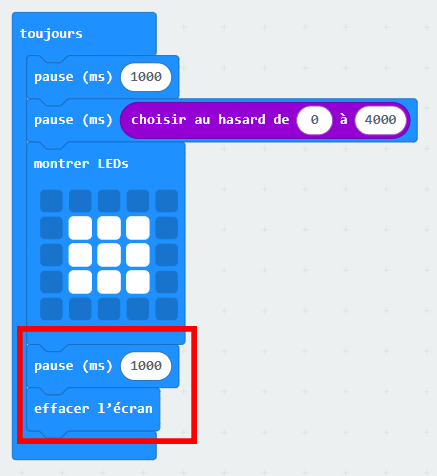 toujours
pause (ms) 1000
pause (ms) choisir au hasard de 0 à 4000
montrer LEDs
pause (ms) 1000
effacer l’écran